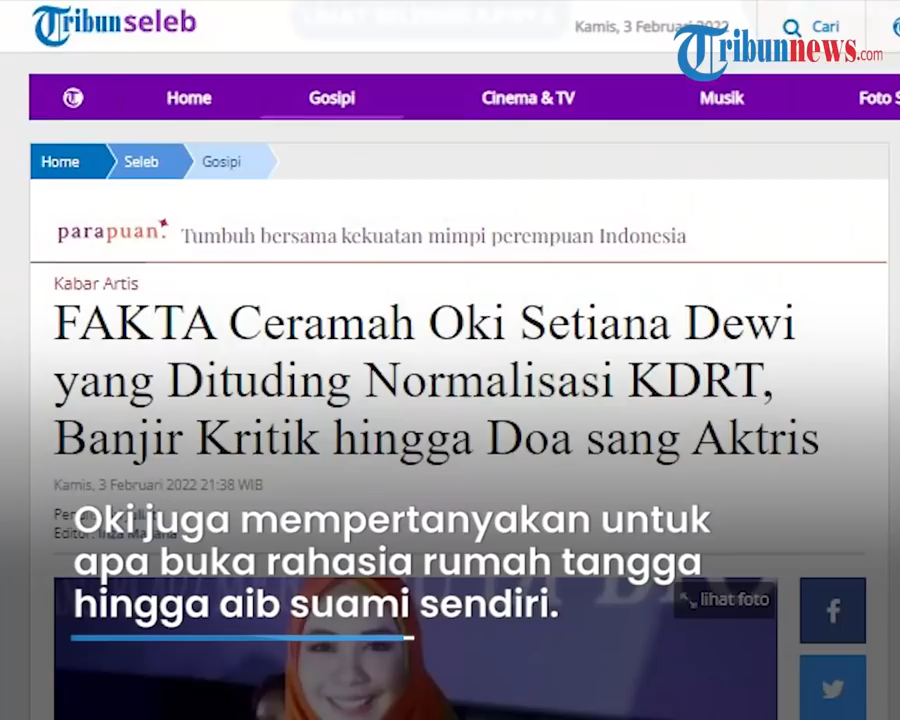 Tribunseleb
Kamis, 3 Februari 2022
Cari
Tribunnews.com
Home
Gosipi
Cinema & TV
Musik
Foto S
Home
Seleb
Gosipi
parapuan.
Tumbuh bersama kekuatan mimpi perempuan Indonesia
Kabar Artis
FAKTA Ceramah Oki Setiana Dewi
yang Dituding Normalisasi KDRT,
Banjir Kritik hingga Doa sang Aktris
Kamis, 3 Februari 2022 21:38 WIB
Oki juga mempertanyakan untuk
apa buka rahasia rumah tangga
hingga aib suami sendiri.
lihat foto